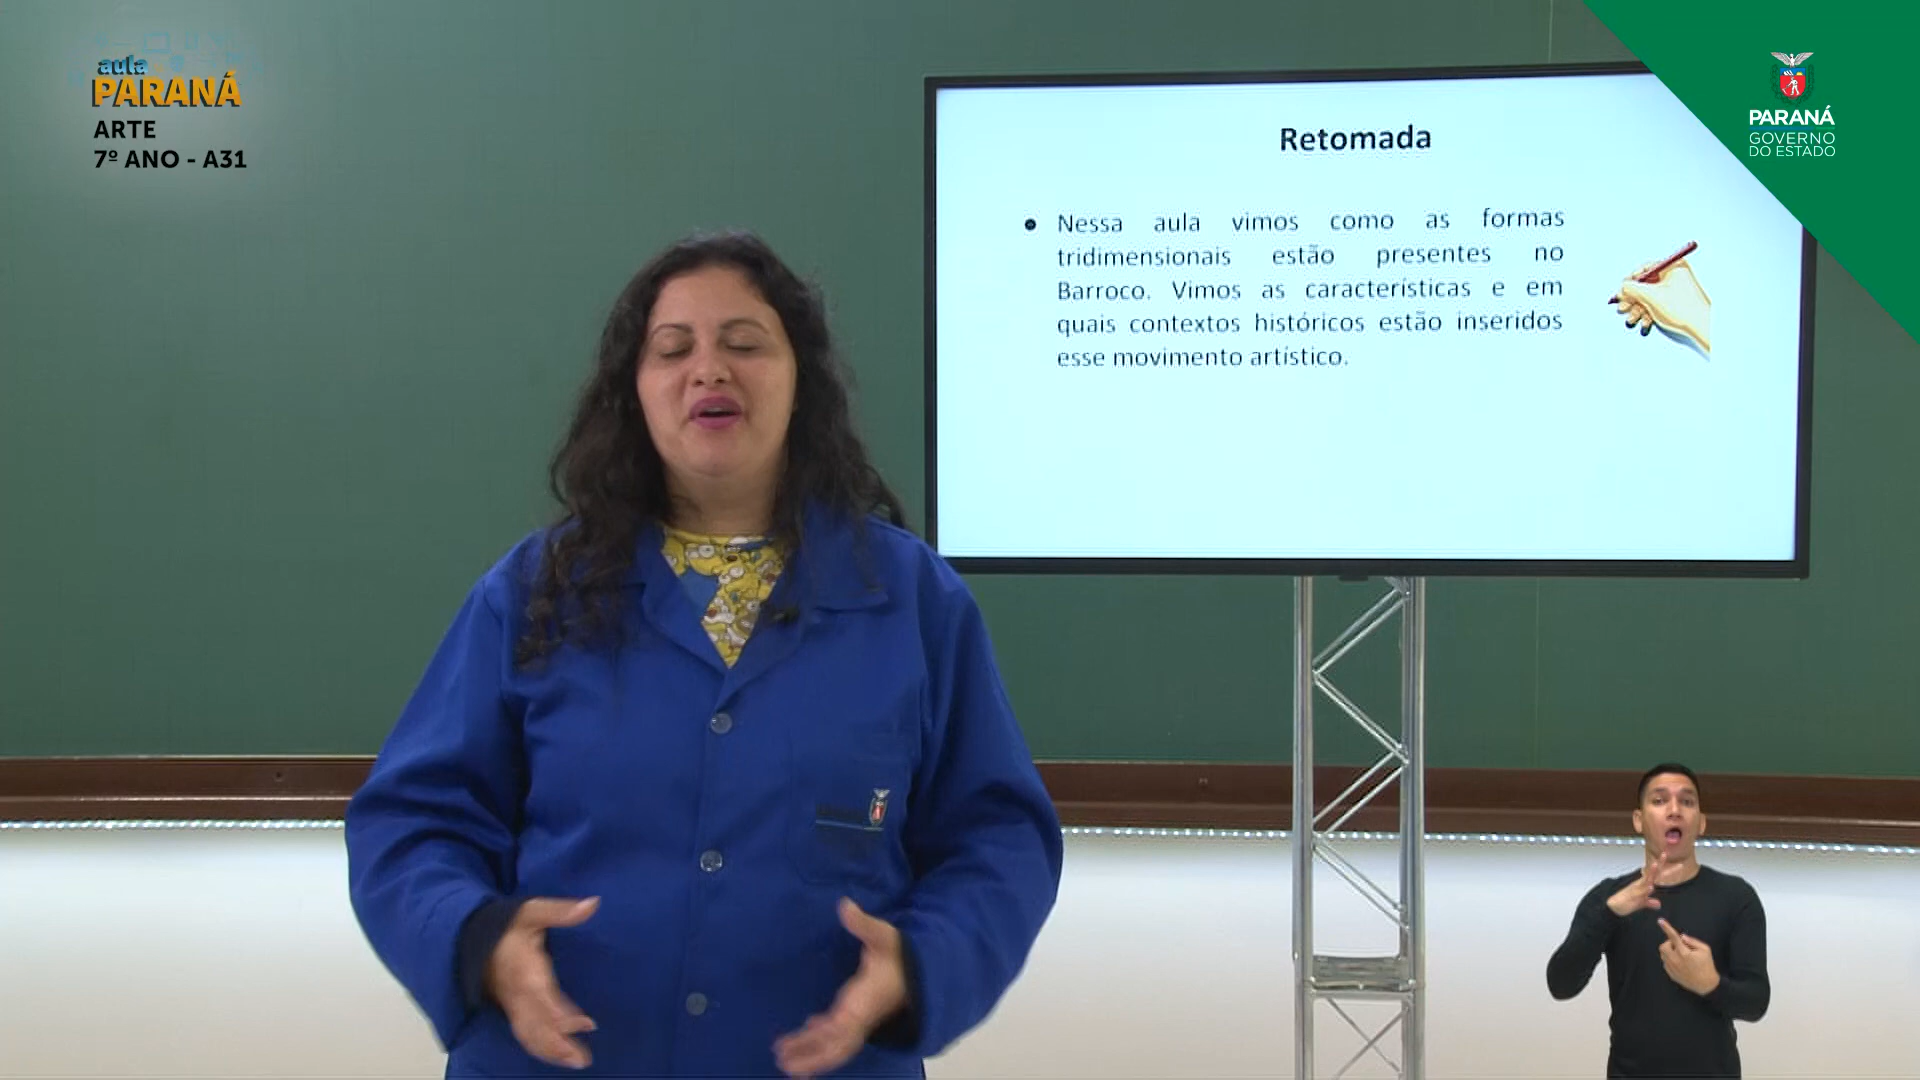 aula
PARANÁ
ARTE
7º ANO - A31
Retomada
Nessa aula vimos como as formas
tridimensionais estão presentes no
Barroco. Vimos as características e em
quais contextos históricos estão inseridos
esse movimento artístico.
PARANÁ
GOVERNO
DO ESTADO